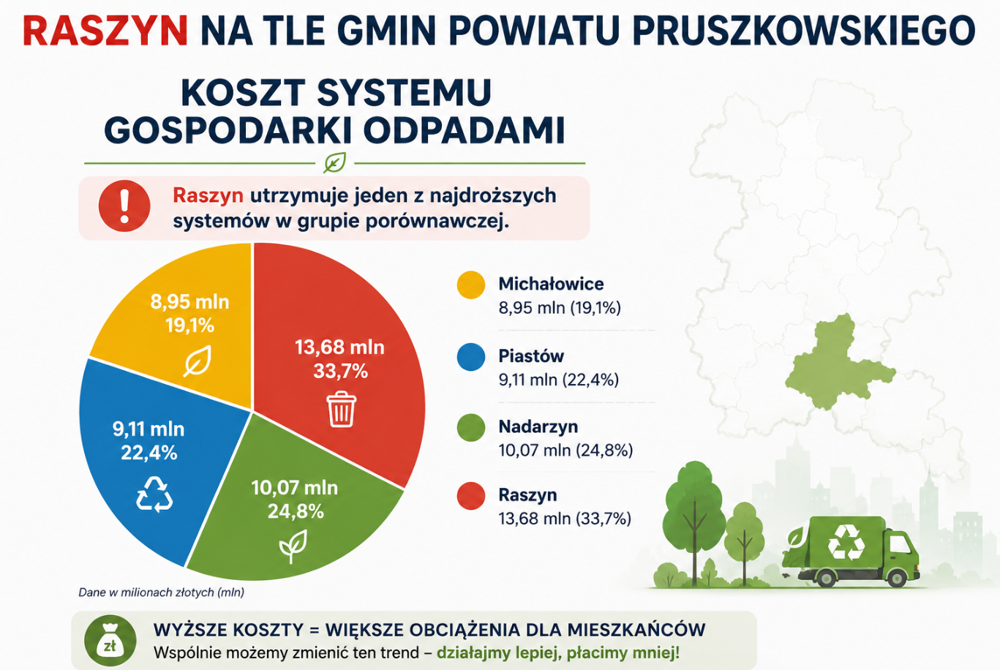 RASZYN NA TLE GMIN POWIATU PRUSZKOWSKIEGO
KOSZT SYSTEMU
GOSPODARKI ODPADAMI
Raszyn utrzymuje jeden z najdroższych
systemów w grupie porównawczej.
8,95 mln
19,1%
13,68 mln
33,7%
9,11 mln
22,4%
10,07 mln
24,8%
Michałowice
8,95 mln (19,1%)
Piastów
9,11 mln (22,4%)
Nadarzyn
10,07 mln (24,8%)
Raszyn
13,68 mln (33,7%)
Dane w milionach złotych (mln)
zł
WYŻSZE KOSZTY = WIĘKSZE OBCIĄŻENIA DLA MIESZKAŃCÓW
Wspólnie możemy zmienić ten trend – działajmy lepiej, płacimy mniej!